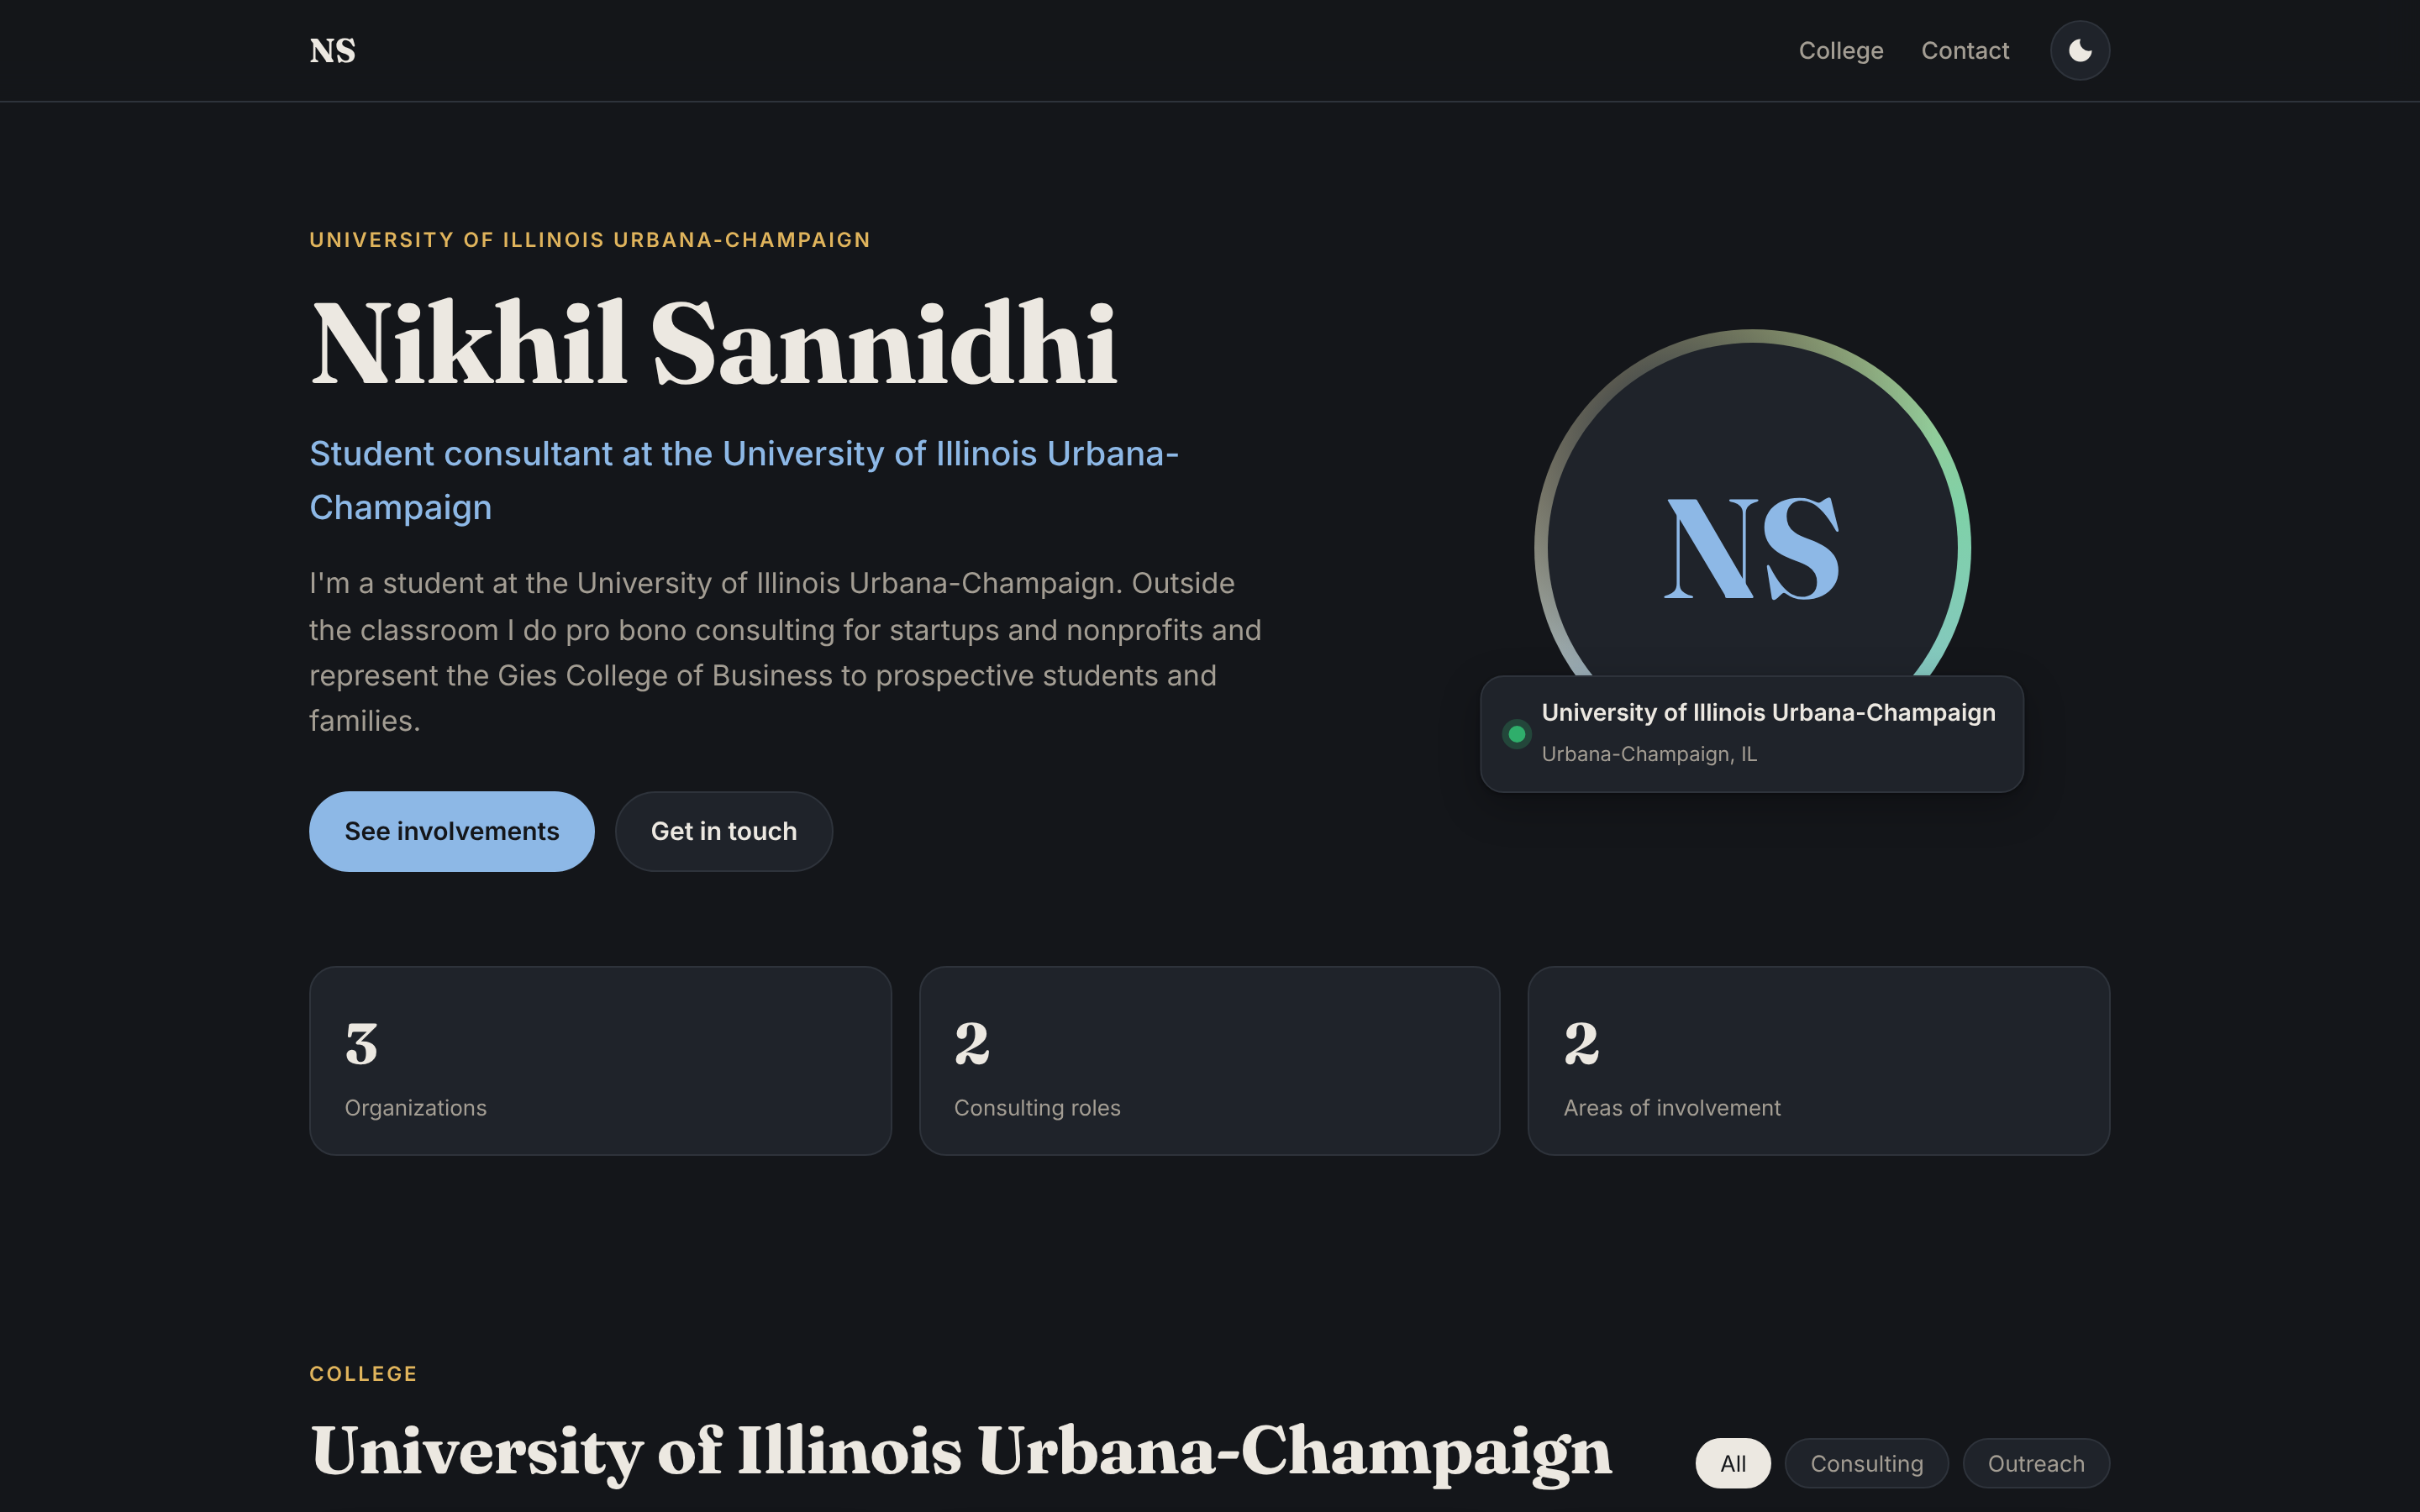 NS
College
Contact
UNIVERSITY OF ILLINOIS URBANA-CHAMPAIGN
Nikhil Sannidhi
Student consultant at the University of Illinois Urbana-
Champaign
I'm a student at the University of Illinois Urbana-Champaign. Outside
the classroom I do pro bono consulting for startups and nonprofits and
represent the Gies College of Business to prospective students and
families.
See involvements
Get in touch
NS
University of Illinois Urbana-Champaign
Urbana-Champaign, IL
3
Organizations
2
Consulting roles
2
Areas of involvement
COLLEGE
University of Illinois Urbana-Champaign
All
Consulting
Outreach